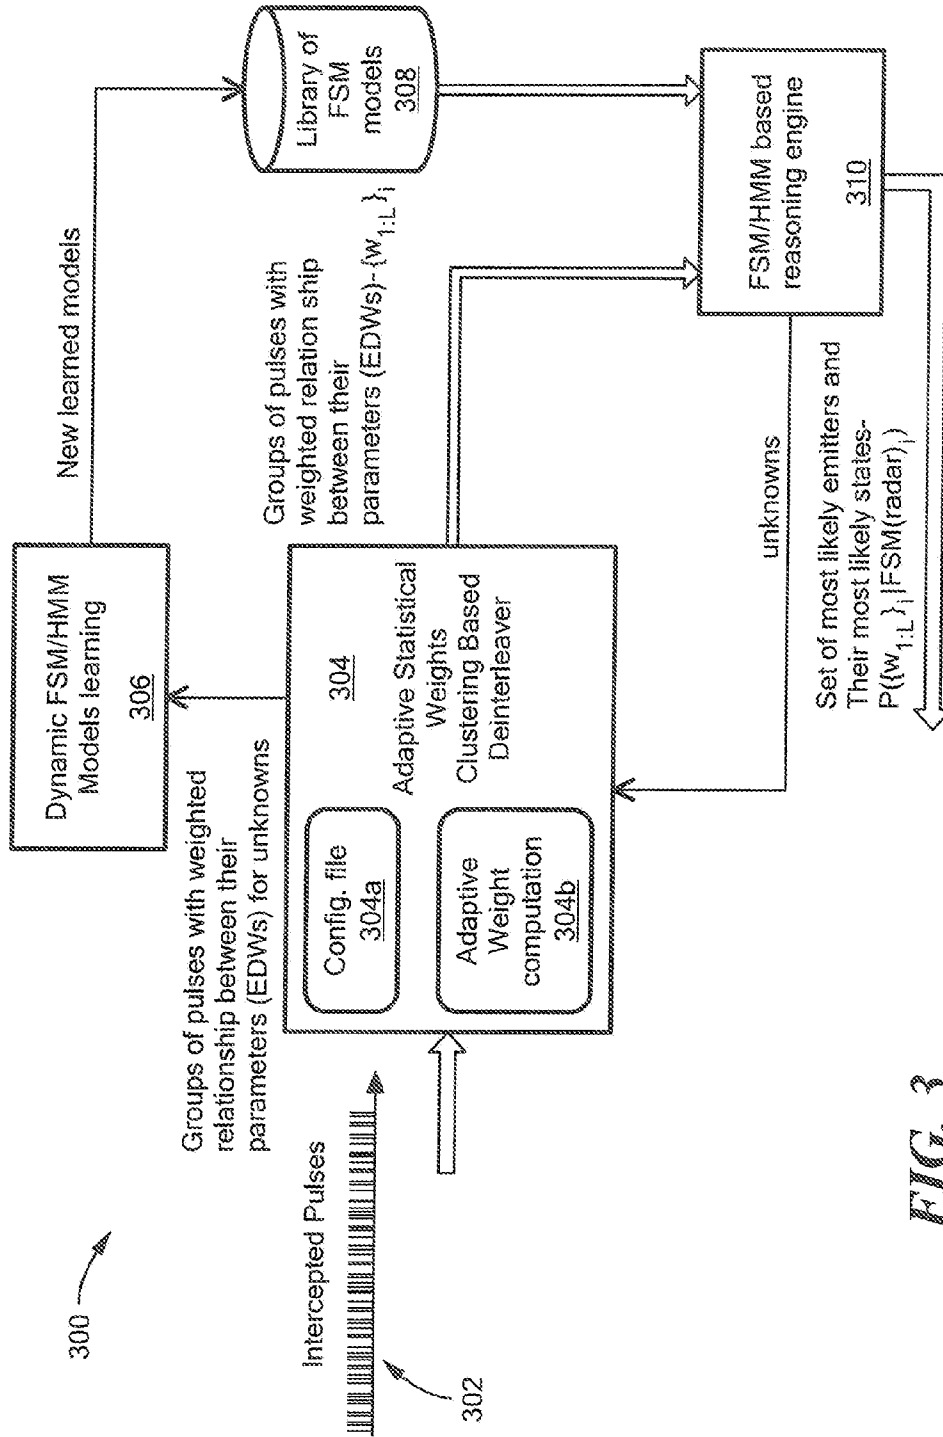 300
302
Intercepted Pulses
Groups of pulses with weighted
relationship between their
parameters (EDWs) for unknowns
Dynamic FSM/HMM
Models learning
306
New learned models
Library of
FSM
models
308
Config. file
304a
Adaptive
Weight
computation
304b
304
Adaptive Statistical
Weights
Clustering Based
Deinterleaver
Groups of pulses with
weighted relation ship
between their
parameters (EDWs)-{w1:L}i
FSM/HMM based
reasoning engine
310
unknowns
Set of most likely emitters and
Their most likely states-
P({w1:L}i|FSM(radar)j)
FIG. 3